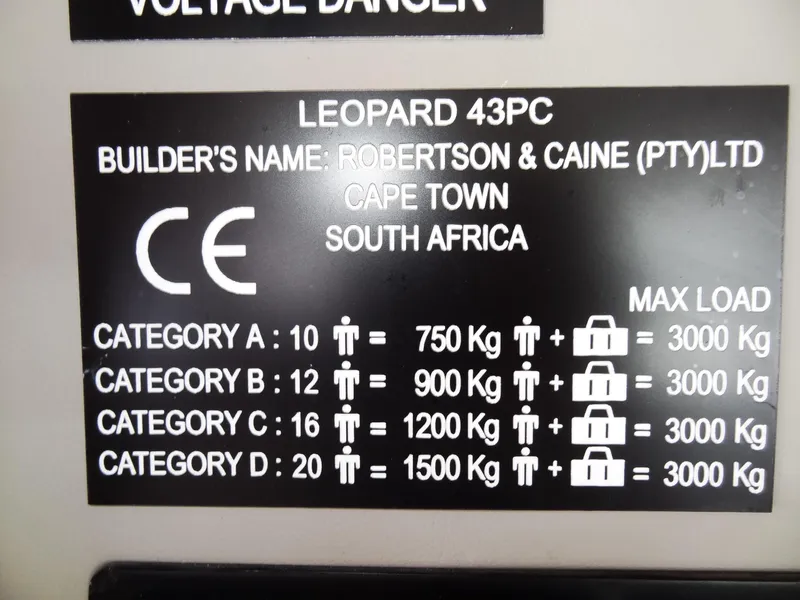 VOLTAGE DANGER
LEOPARD 43PC
BUILDER'S NAME: ROBERTSON & CAINE (PTY)LTD
CAPE TOWN
SOUTH AFRICA
CE
MAX LOAD
CATEGORY A : 10 = 750 Kg + = 3000 Kg
CATEGORY B : 12 = 900 Kg + = 3000 Kg
CATEGORY C : 16 = 1200 Kg + = 3000 Kg
CATEGORY D : 20 = 1500 Kg + = 3000 Kg